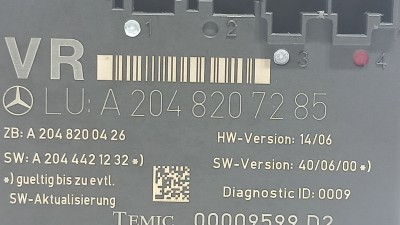 1 2 3 4
VR
LU: A 204 820 72 85
ZB: A 204 820 04 26
HW-Version: 14/06
SW: A 204 442 12 32 *)
SW-Version: 40/06/00 *)
*) gueltig bis zu evtl.
SW-Aktualisierung
Diagnostic ID: 0009
TEMIC 00009599 D2